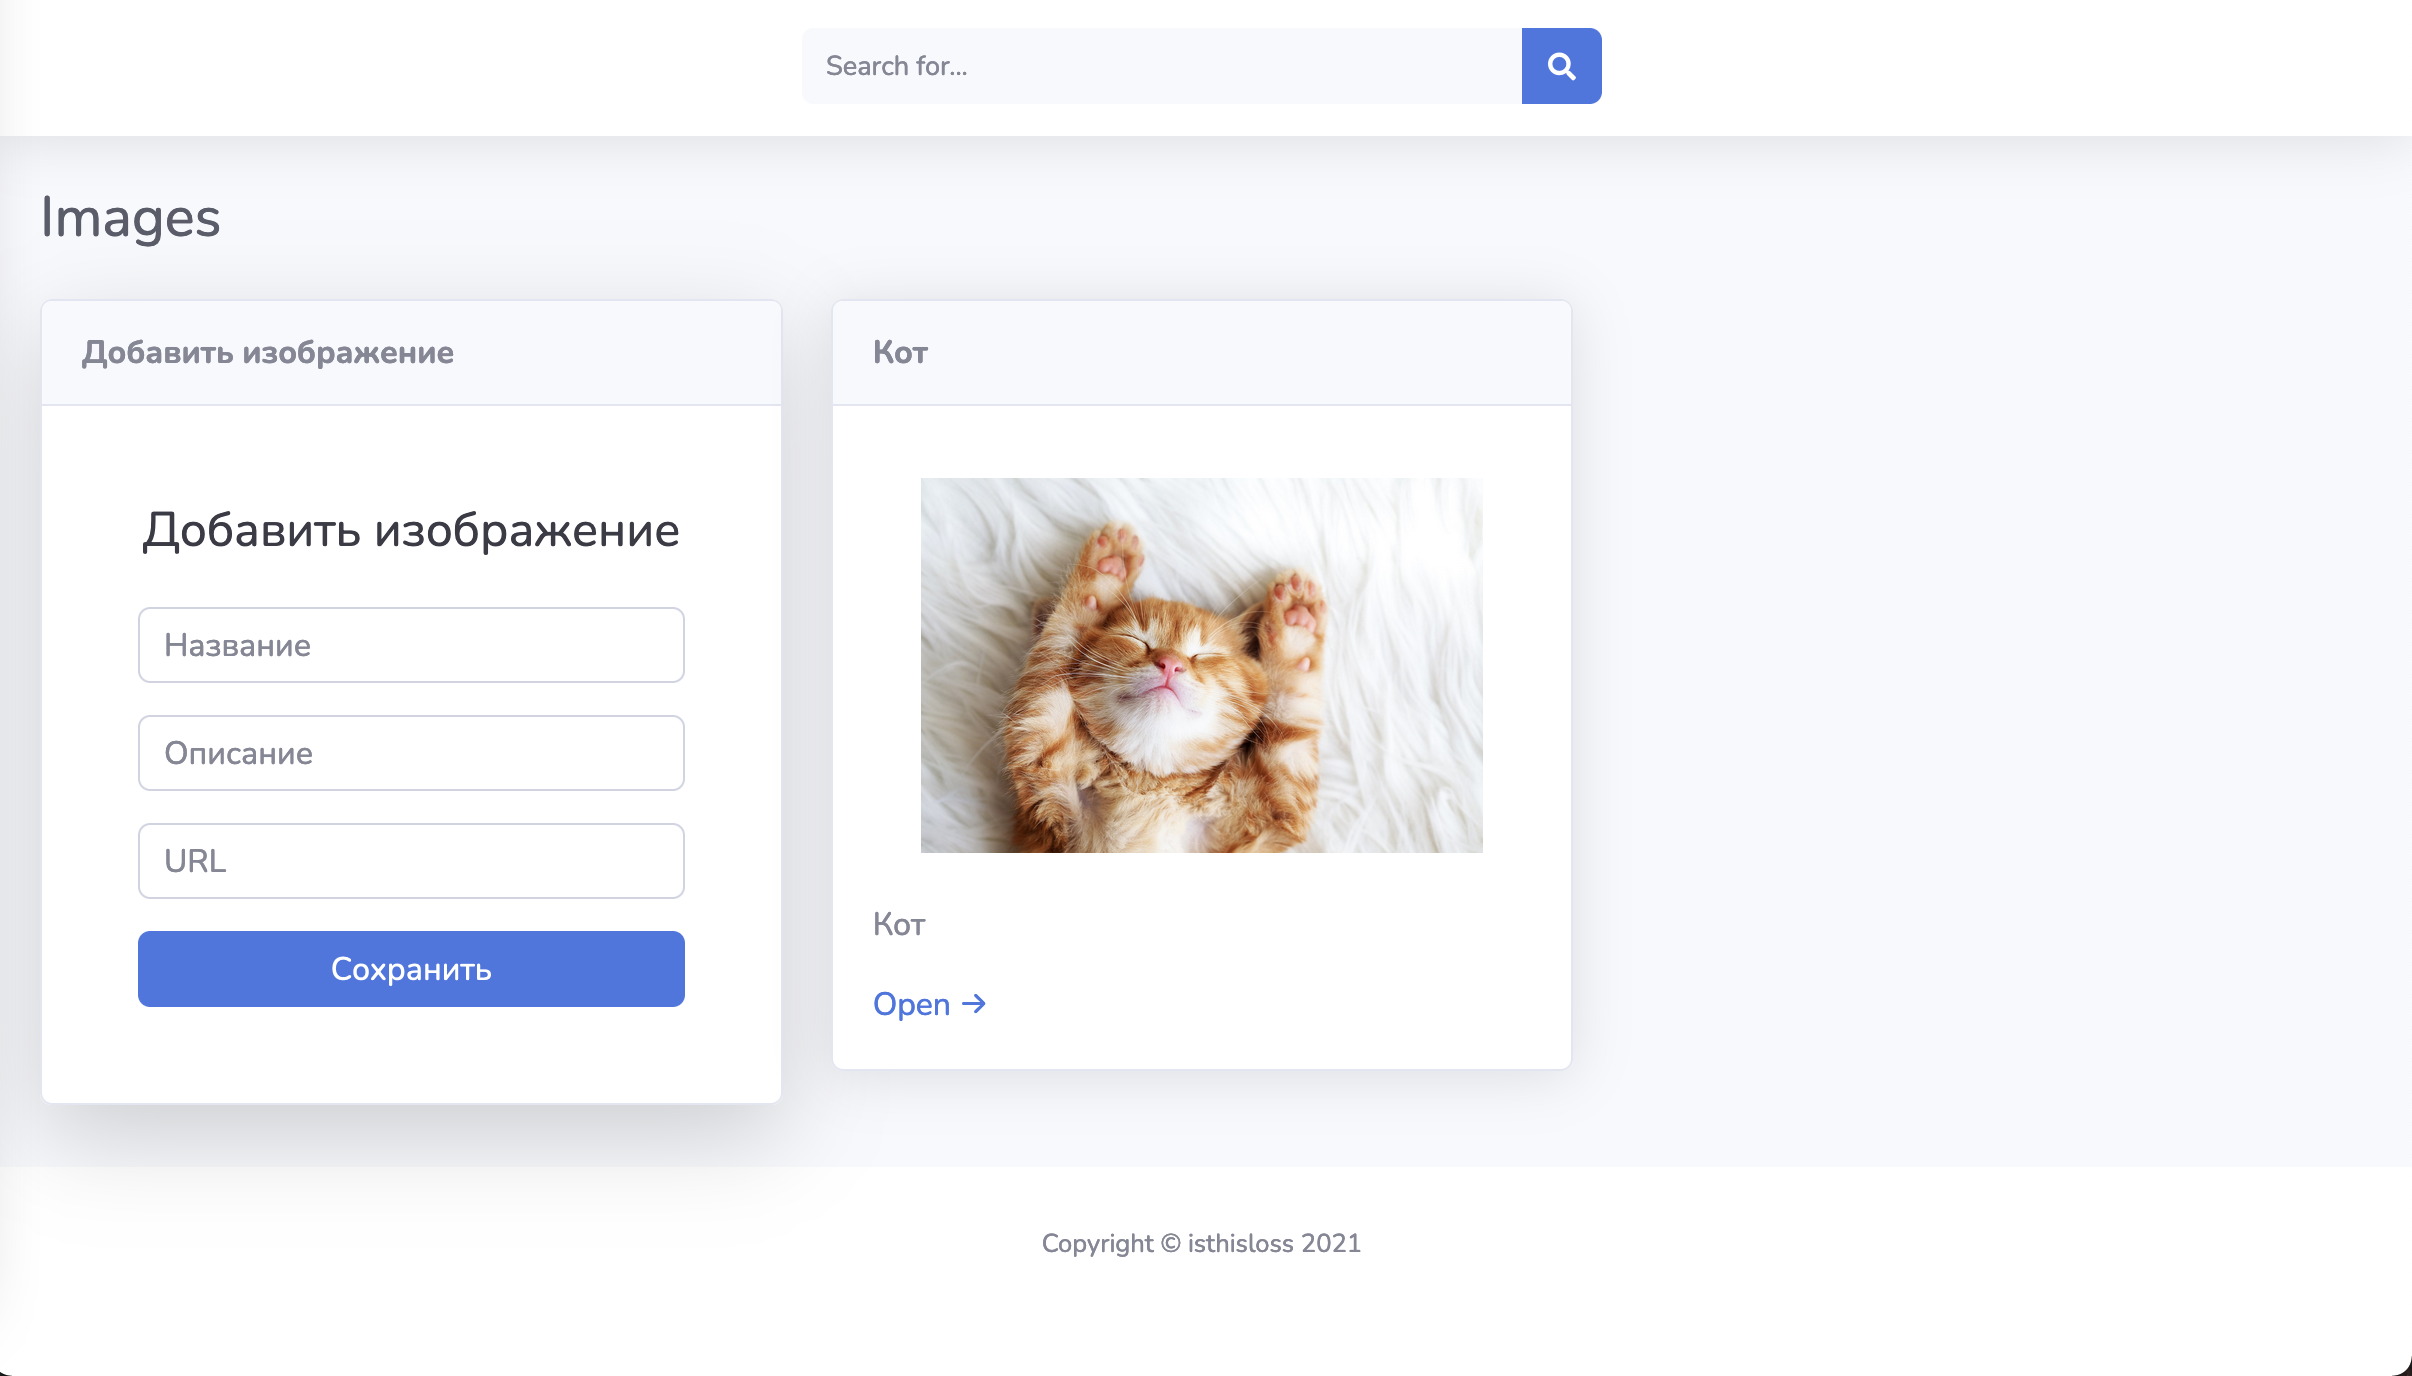 Search for...
Images
Добавить изображение
Добавить изображение
Название
Описание
URL
Сохранить
Кот
Кот
Open →
Copyright © isthisloss 2021